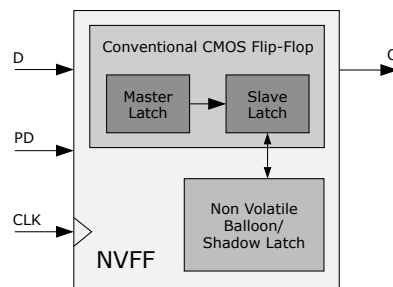 Conventional CMOS Flip-Flop
D
Master
Latch
Slave
Latch
PD
Non Volatile
Balloon/
Shadow Latch
CLK
NVFF